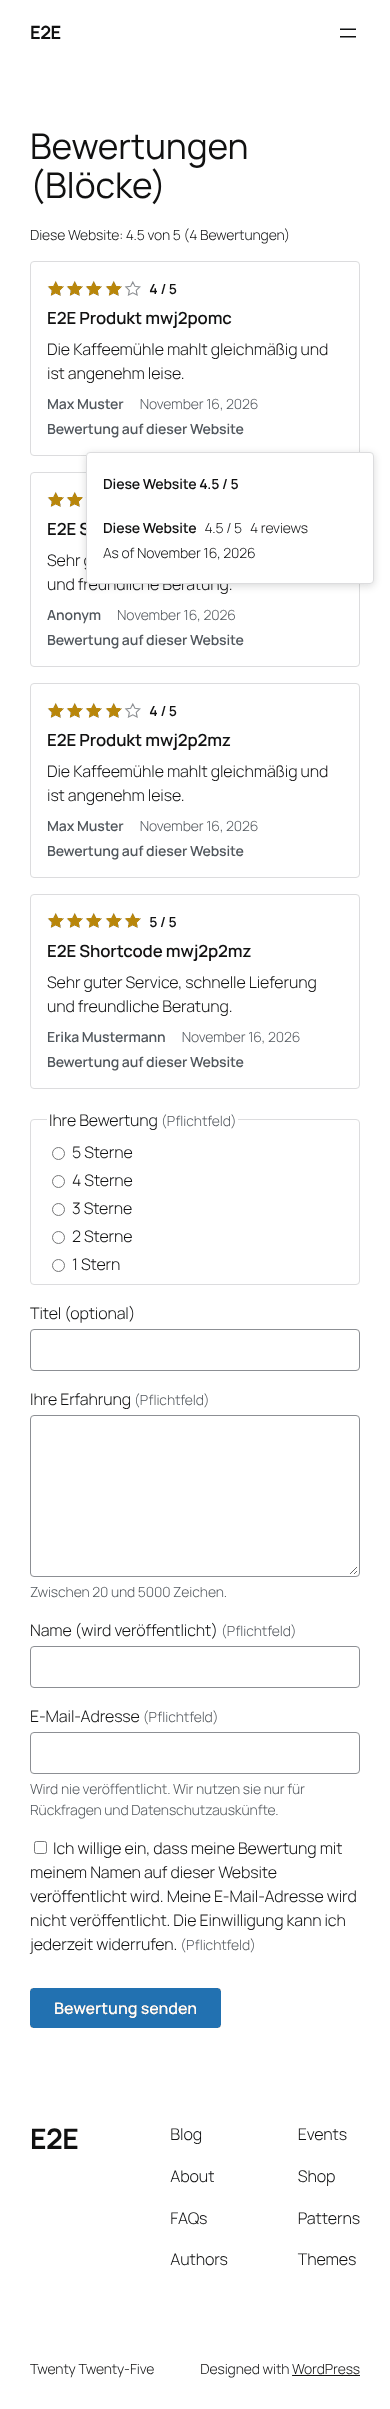 E2E
Bewertungen
(Blöcke)
Diese Website: 4.5 von 5 (4 Bewertungen)
4 / 5
E2E Produkt mwj2pomc
Die Kaffeemühle mahlt gleichmäßig und
ist angenehm leise.
Max Muster November 16, 2026
Bewertung auf dieser Website
Diese Website 4.5 / 5
Diese Website 4.5 / 5 4 reviews
As of November 16, 2026
E2E
Sehr
und freundliche Beratung.
Anonym November 16, 2026
Bewertung auf dieser Website
4 / 5
E2E Produkt mwj2p2mz
Die Kaffeemühle mahlt gleichmäßig und
ist angenehm leise.
Max Muster November 16, 2026
Bewertung auf dieser Website
5 / 5
E2E Shortcode mwj2p2mz
Sehr guter Service, schnelle Lieferung
und freundliche Beratung.
Erika Mustermann November 16, 2026
Bewertung auf dieser Website
Ihre Bewertung (Pflichtfeld)
5 Sterne
4 Sterne
3 Sterne
2 Sterne
1 Stern
Titel (optional)
Ihre Erfahrung (Pflichtfeld)
Zwischen 20 und 5000 Zeichen.
Name (wird veröffentlicht) (Pflichtfeld)
E-Mail-Adresse (Pflichtfeld)
Wird nie veröffentlicht. Wir nutzen sie nur für
Rückfragen und Datenschutzauskünfte.
Ich willige ein, dass meine Bewertung mit
meinem Namen auf dieser Website
veröffentlicht wird. Meine E-Mail-Adresse wird
nicht veröffentlicht. Die Einwilligung kann ich
jederzeit widerrufen. (Pflichtfeld)
Bewertung senden
E2E
Blog
About
FAQs
Authors
Events
Shop
Patterns
Themes
Twenty Twenty-Five
Designed with WordPress